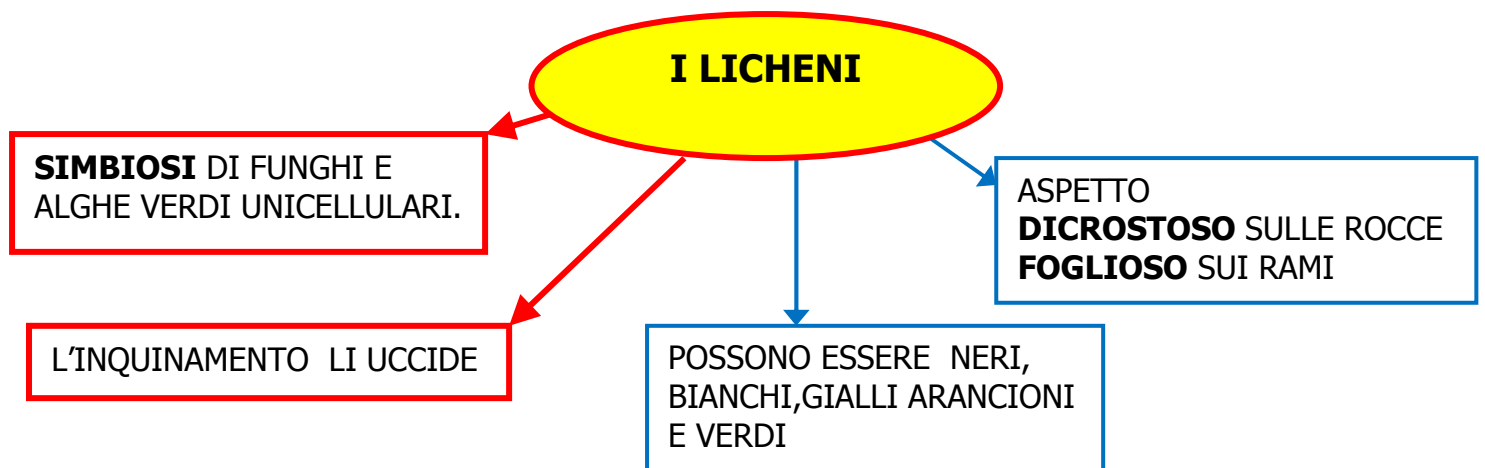 I LICHENI
SIMBIOSI DI FUNGHI E
ALGHE VERDI UNICELLULARI.
ASPETTO
DICROSTOSO SULLE ROCCE
FOGLIOSO SUI RAMI
L’INQUINAMENTO  LI UCCIDE
POSSONO ESSERE  NERI,
BIANCHI,GIALLI ARANCIONI
E VERDI